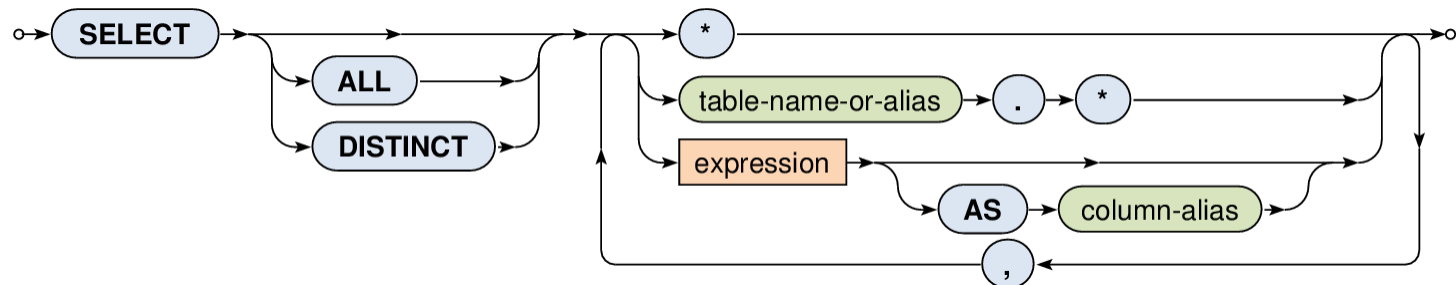 SELECT *
ALL table-name-or-alias . *
DISTINCT expression
AS column-alias
,